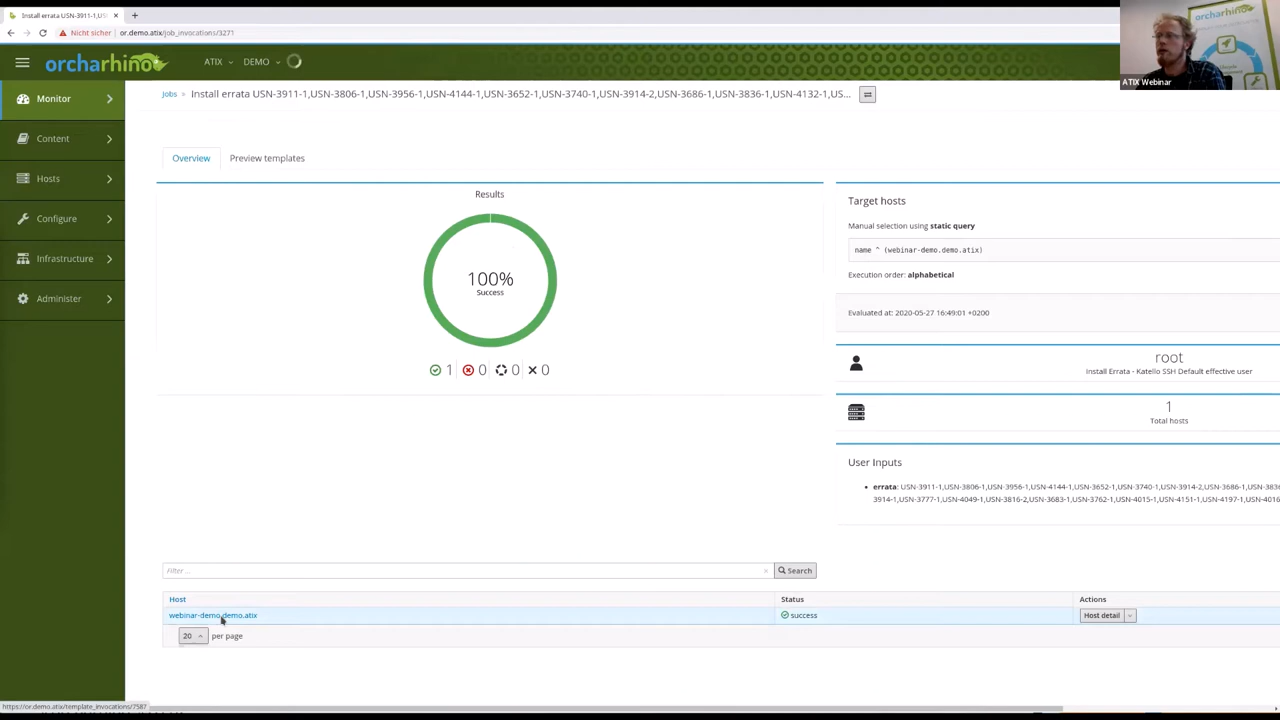 Install errata USN-3911-1,US
Nicht sicher
or.demo.atix/job_invocations/3271
orcharhino
ATIX
DEMO
orcharhino
ATIX Webinar
Monitor
Content
Hosts
Configure
Infrastructure
Administer
Jobs » Install errata USN-3911-1,USN-3806-1,USN-3956-1,USN-4144-1,USN-3652-1,USN-3740-1,USN-3914-2,USN-3686-1,USN-3836-1,USN-4132-1,US...
Overview
Preview templates
Results
100%
Success
1 0 0 0
Target hosts
Manual selection using static query
name ^ (webinar-demo.demo.atix)
Execution order: alphabetical
Evaluated at: 2020-05-27 16:49:01 +0200
root
Install Errata - Katello SSH Default effective user
1
Total hosts
User Inputs
errata: USN-3911-1,USN-3806-1,USN-3956-1,USN-4144-1,USN-3652-1,USN-3740-1,USN-3914-2,USN-3686-1,USN-3836
3914-1,USN-3777-1,USN-4049-1,USN-3816-2,USN-3683-1,USN-3762-1,USN-4015-1,USN-4151-1,USN-4197-1,USN-4016
Filter ...
Search
Host Status Actions
webinar-demo.demo.atix success Host detail
20 per page
https://or.demo.atix/template_invocations/7587